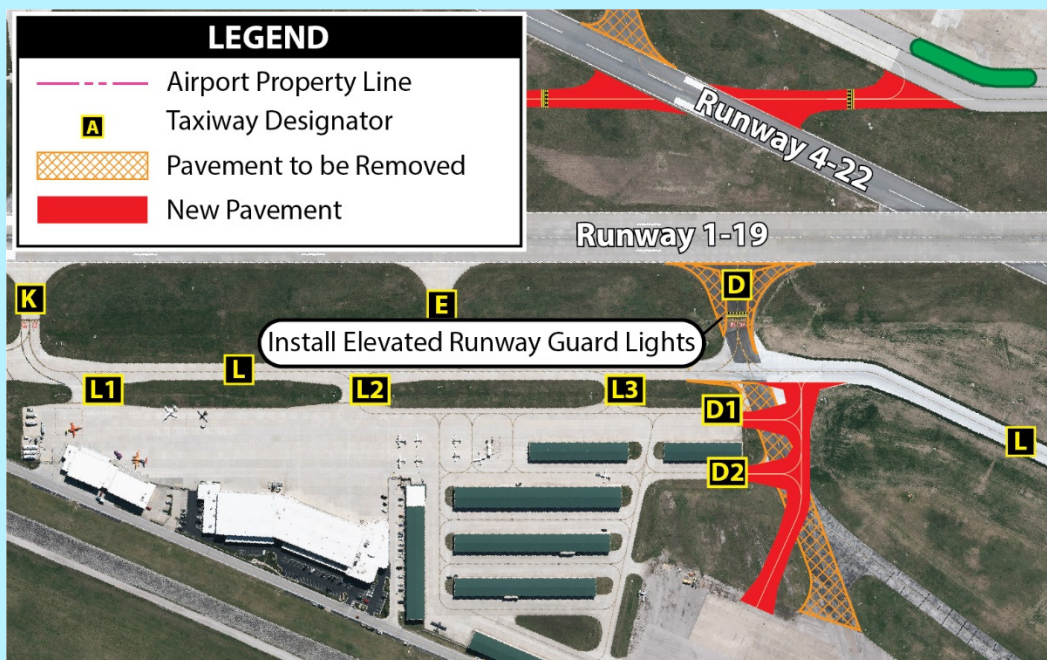 LEGEND
Airport Property Line
A
Taxiway Designator
Pavement to be Removed
New Pavement
Runway 4-22
Runway 1-19
K
E
D
Install Elevated Runway Guard Lights
L
L1
L2
L3
D1
L
D2